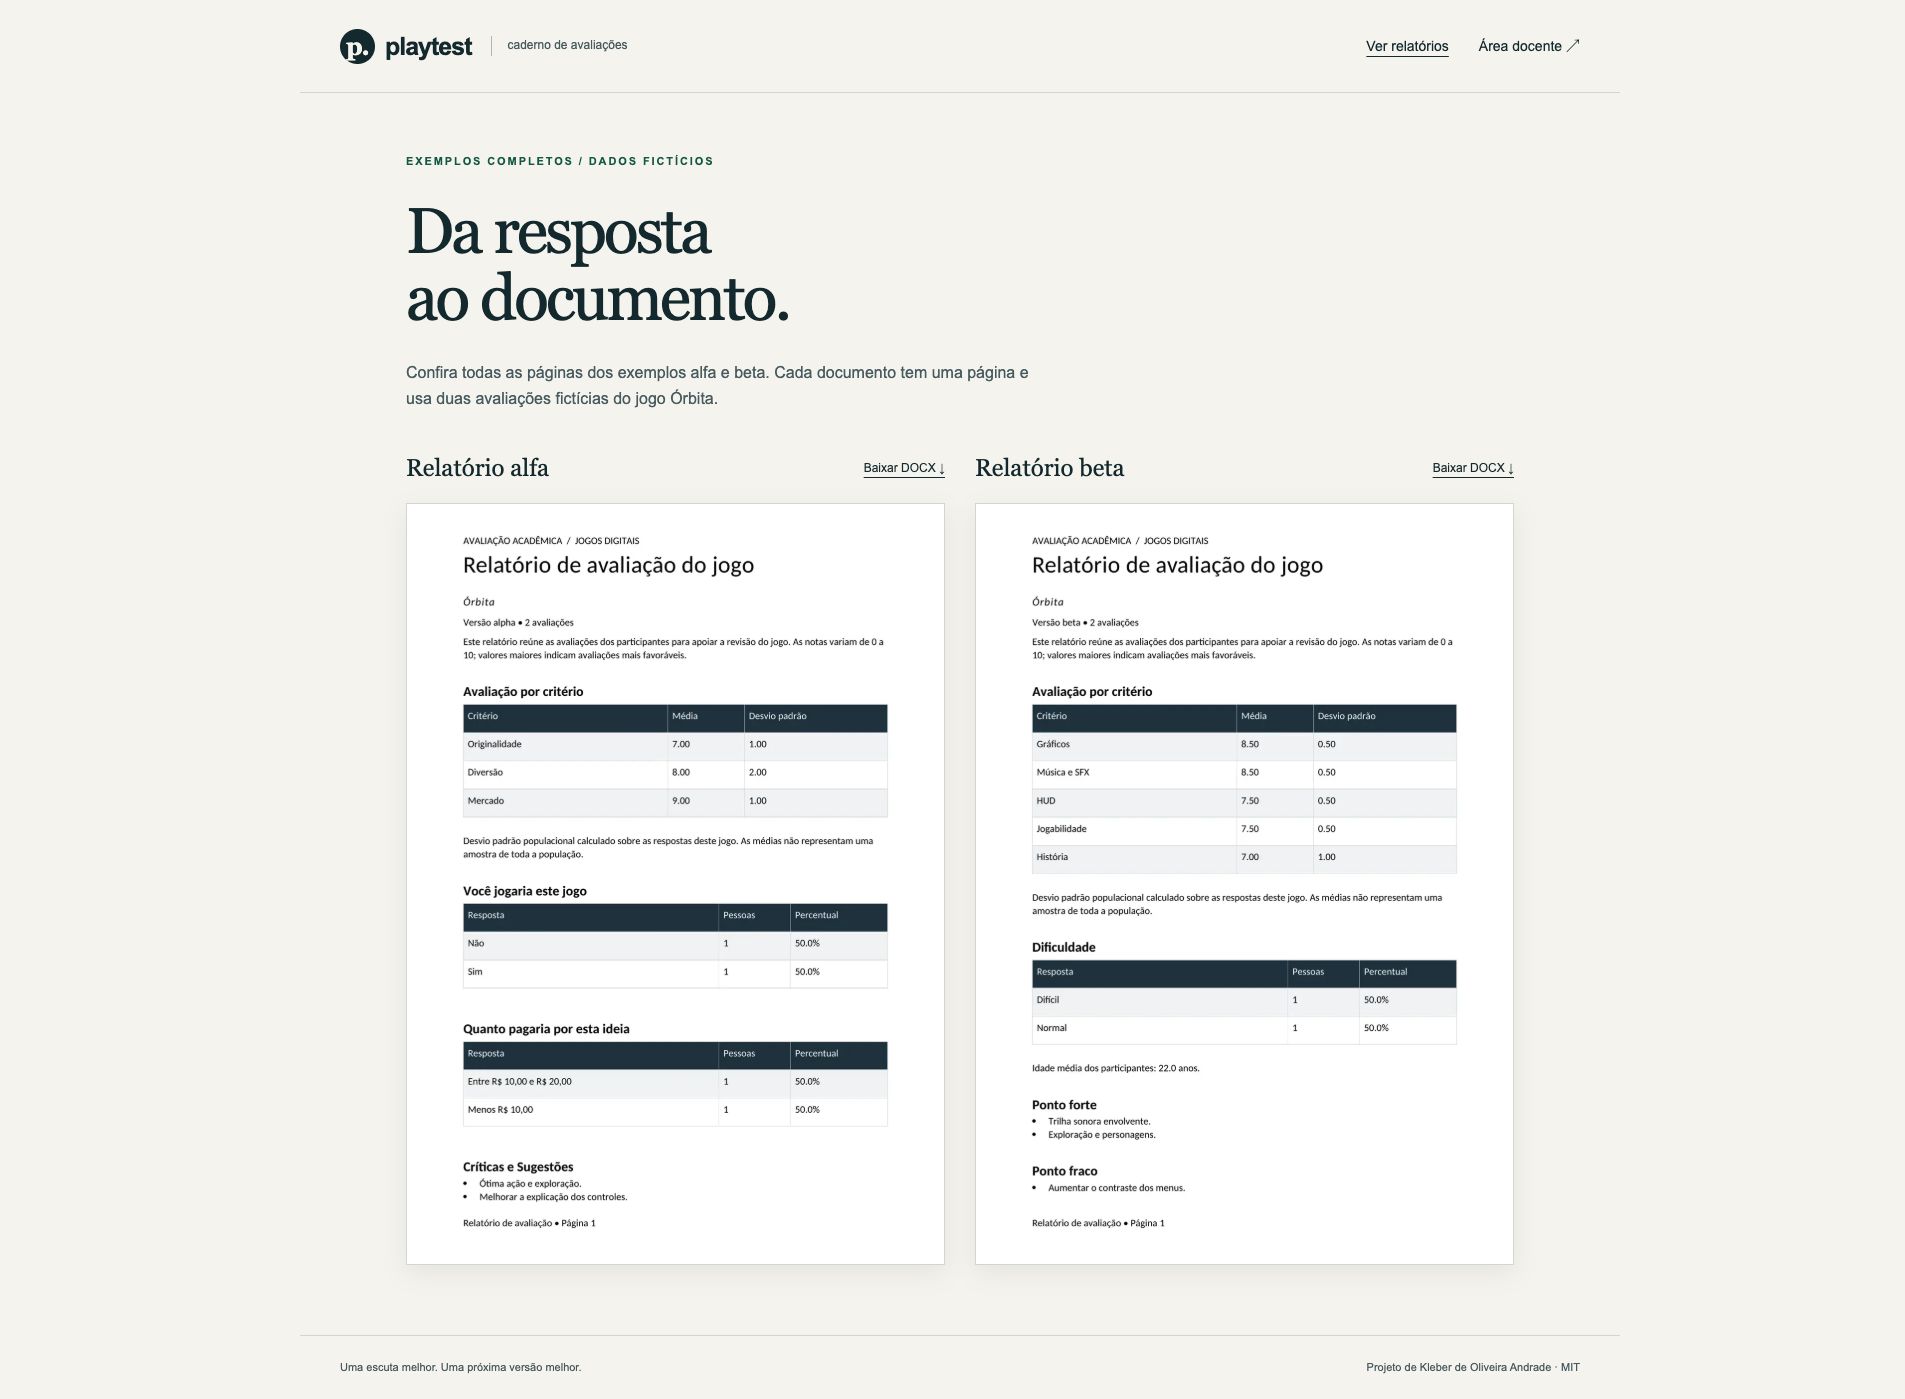 p. playtest
caderno de avaliações
Ver relatórios
Área docente ↗
EXEMPLOS COMPLETOS / DADOS FICTÍCIOS
Da resposta
ao documento.
Confira todas as páginas dos exemplos alfa e beta. Cada documento tem uma página e
usa duas avaliações fictícias do jogo Órbita.
Relatório alfa
Baixar DOCX ↓
AVALIAÇÃO ACADÊMICA / JOGOS DIGITAIS
Relatório de avaliação do jogo
Órbita
Versão alpha • 2 avaliações
Este relatório reúne as avaliações dos participantes para apoiar a revisão do jogo. As notas variam de 0 a
10; valores maiores indicam avaliações mais favoráveis.
Avaliação por critério
Critério Média Desvio padrão
Originalidade 7.00 1.00
Diversão 8.00 2.00
Mercado 9.00 1.00
Desvio padrão populacional calculado sobre as respostas deste jogo. As médias não representam uma
amostra de toda a população.
Você jogaria este jogo
Resposta Pessoas Percentual
Não 1 50.0%
Sim 1 50.0%
Quanto pagaria por esta ideia
Resposta Pessoas Percentual
Entre R$ 10,00 e R$ 20,00 1 50.0%
Menos R$ 10,00 1 50.0%
Críticas e Sugestões
• Ótima ação e exploração.
• Melhorar a explicação dos controles.
Relatório de avaliação • Página 1
Relatório beta
Baixar DOCX ↓
AVALIAÇÃO ACADÊMICA / JOGOS DIGITAIS
Relatório de avaliação do jogo
Órbita
Versão beta • 2 avaliações
Este relatório reúne as avaliações dos participantes para apoiar a revisão do jogo. As notas variam de 0 a
10; valores maiores indicam avaliações mais favoráveis.
Avaliação por critério
Critério Média Desvio padrão
Gráficos 8.50 0.50
Música e SFX 8.50 0.50
HUD 7.50 0.50
Jogabilidade 7.50 0.50
História 7.00 1.00
Desvio padrão populacional calculado sobre as respostas deste jogo. As médias não representam uma
amostra de toda a população.
Dificuldade
Resposta Pessoas Percentual
Difícil 1 50.0%
Normal 1 50.0%
Idade média dos participantes: 22.0 anos.
Ponto forte
• Trilha sonora envolvente.
• Exploração e personagens.
Ponto fraco
• Aumentar o contraste dos menus.
Relatório de avaliação • Página 1
Uma escuta melhor. Uma próxima versão melhor.
Projeto de Kleber de Oliveira Andrade · MIT